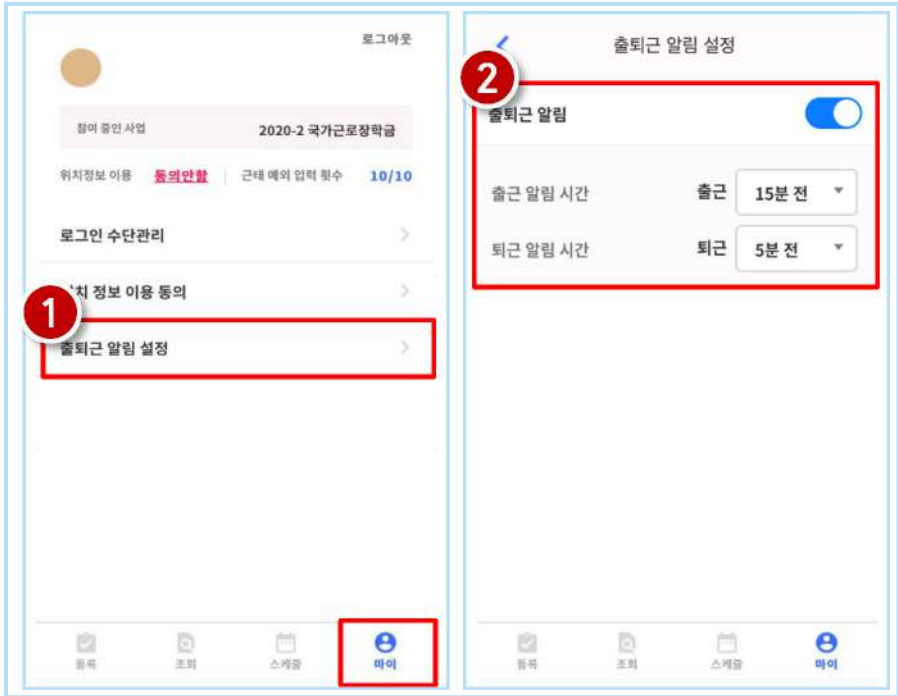 로그아웃
참여 중인 사업 2020-2 국가근로장학금
위치정보 이용 동의안함 근태 예외 입력 횟수 10/10
로그인 수단관리
치 정보 이용 동의
1
출퇴근 알림 설정
등록 조회 스케줄 마이
출퇴근 알림 설정
2
출퇴근 알림
출근 알림 시간 출근 15분 전
퇴근 알림 시간 퇴근 5분 전
등록 조회 스케줄 마이